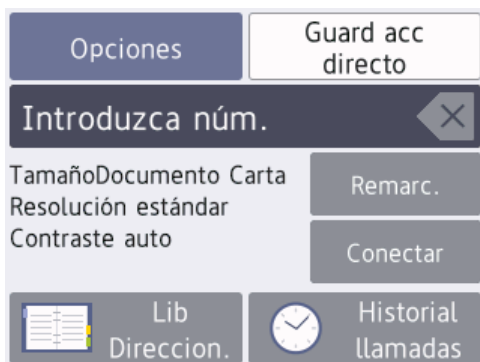 Opciones
Guard acc
directo
Introduzca núm.
TamañoDocumento Carta
Resolución estándar
Contraste auto
Remarc.
Conectar
Lib
Direccion.
Historial
llamadas